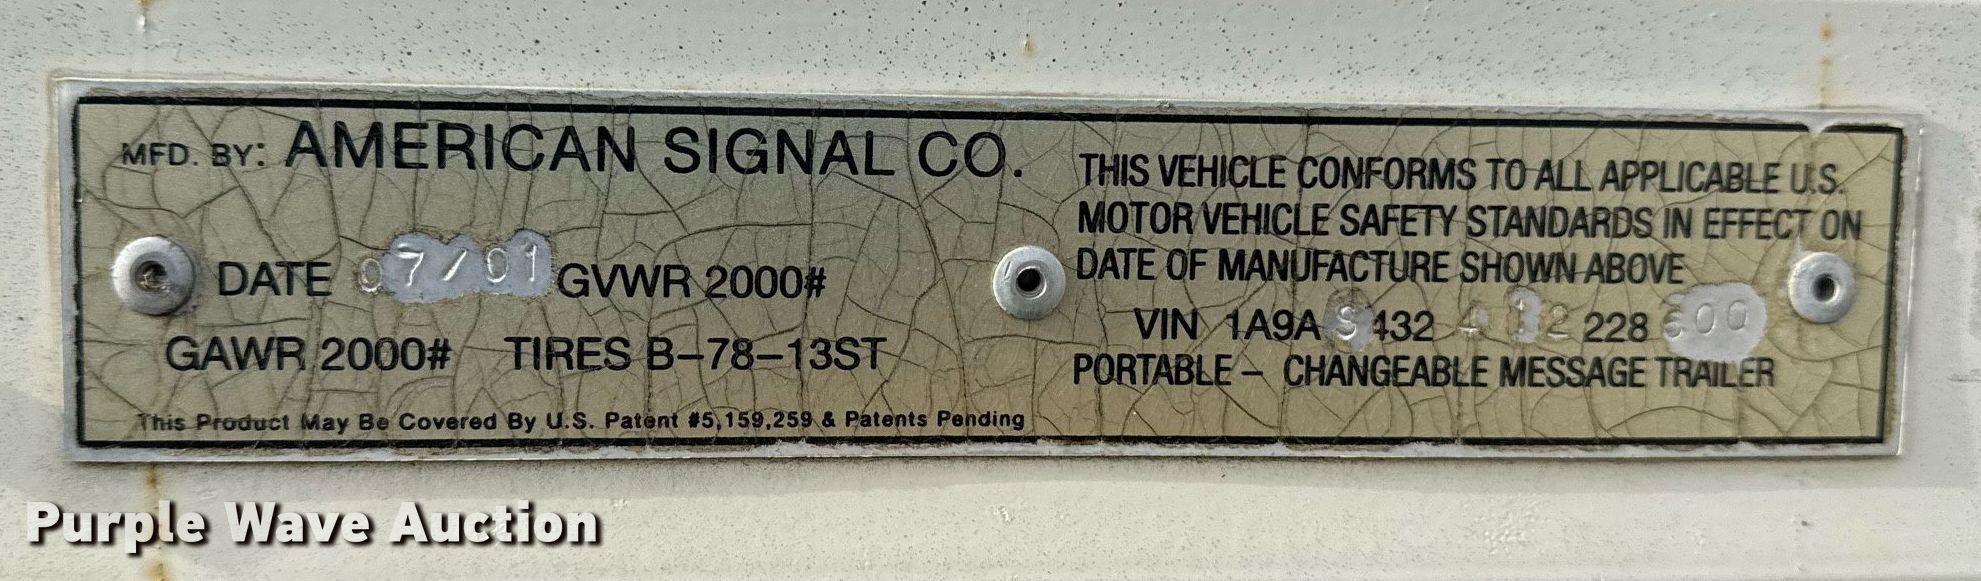 MFD. BY: AMERICAN SIGNAL CO.
DATE 07/01 GVWR 2000#
GAWR 2000# TIRES B-78-13ST
This Product May Be Covered By U.S. Patent #5,159,259 & Patents Pending
THIS VEHICLE CONFORMS TO ALL APPLICABLE U.S.
MOTOR VEHICLE SAFETY STANDARDS IN EFFECT ON
DATE OF MANUFACTURE SHOWN ABOVE
VIN 1A9A S 432 228
PORTABLE - CHANGEABLE MESSAGE TRAILER
Purple Wave Auction